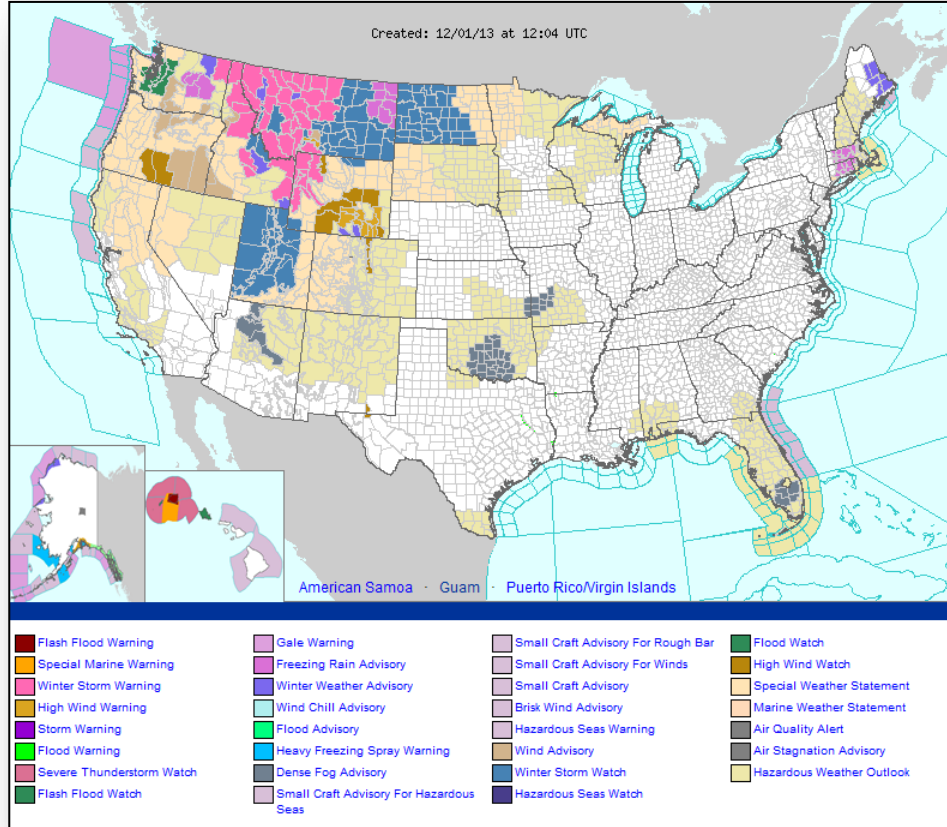 Created: 12/01/13 at 12:04 UTC
American Samoa - Guam - Puerto Rico/Virgin Islands
Flash Flood Warning
Special Marine Warning
Winter Storm Warning
High Wind Warning
Storm Warning
Flood Warning
Severe Thunderstorm Watch
Flash Flood Watch
Gale Warning
Freezing Rain Advisory
Winter Weather Advisory
Wind Chill Advisory
Flood Advisory
Heavy Freezing Spray Warning
Dense Fog Advisory
Small Craft Advisory For Hazardous
Seas
Small Craft Advisory For Rough Bar
Small Craft Advisory For Winds
Small Craft Advisory
Brisk Wind Advisory
Hazardous Seas Warning
Wind Advisory
Winter Storm Watch
Hazardous Seas Watch
Flood Watch
High Wind Watch
Special Weather Statement
Marine Weather Statement
Air Quality Alert
Air Stagnation Advisory
Hazardous Weather Outlook